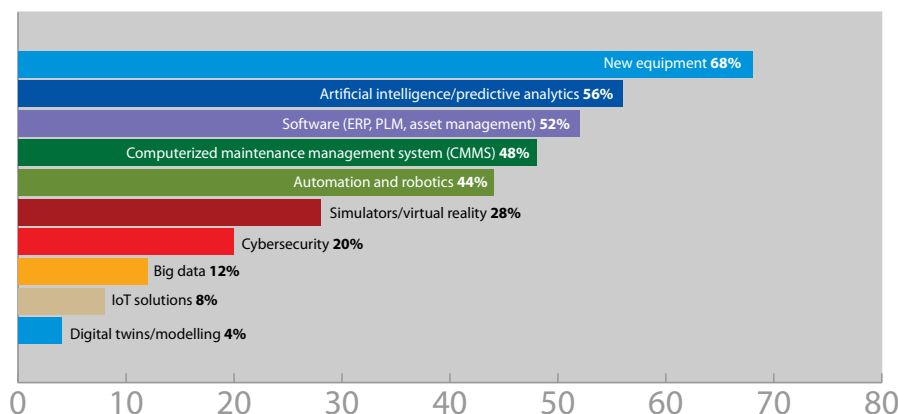 New equipment 68%
Artificial intelligence/predictive analytics 56%
Software (ERP, PLM, asset management) 52%
Computerized maintenance management system (CMMS) 48%
Automation and robotics 44%
Simulators/virtual reality 28%
Cybersecurity 20%
Big data 12%
IoT solutions 8%
Digital twins/modelling 4%
0 10 20 30 40 50 60 70 80